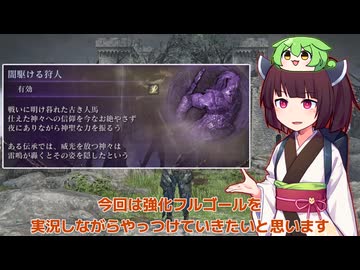 闇駆ける狩人
有効
戦いに明け暮れた古き人馬
仕えた神々への信仰を今なお絶やさず
夜にありながら神聖な力を振るう
ある伝承では、威光を放つ神々は
雷鳴が轟くとその姿を隠したという
今回は強化フルゴールを
実況しながらやっつけていきたいと思います